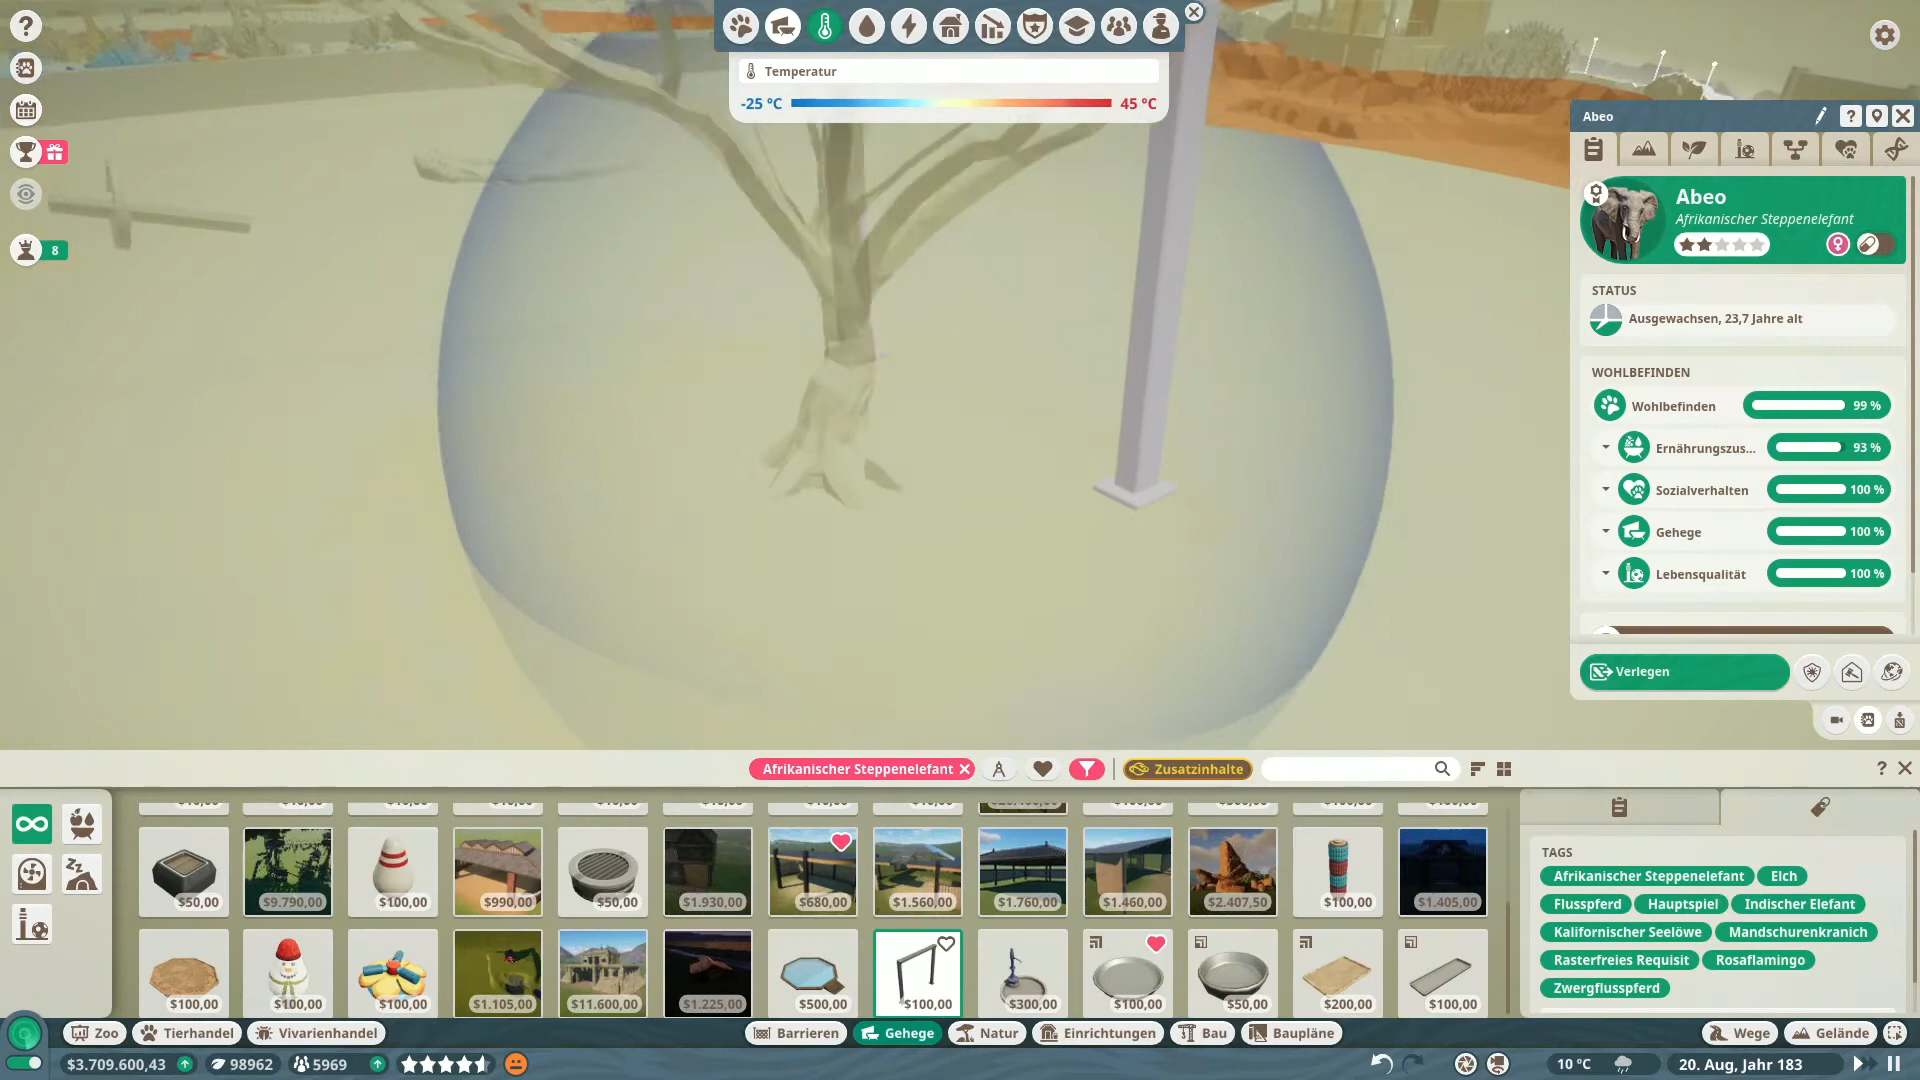 Temperatur
-25 °C
45 °C
8
Abeo
?
Abeo
Afrikanischer Steppenelefant
STATUS
Ausgewachsen, 23,7 Jahre alt
WOHLBEFINDEN
Wohlbefinden 99 %
Ernährungszus... 93 %
Sozialverhalten 100 %
Gehege 100 %
Lebensqualität 100 %
Verlegen
Afrikanischer Steppenelefant
Zusatzinhalte
?
$50,00 $9.790,00 $100,00 $990,00 $50,00 $1.930,00 $680,00 $1.560,00 $1.760,00 $1.460,00 $2.407,50 $100,00 $1.405,00
$100,00 $100,00 $100,00 $1.105,00 $11.600,00 $1.225,00 $500,00 $100,00 $300,00 $100,00 $50,00 $200,00 $100,00
TAGS
Afrikanischer Steppenelefant Elch
Flusspferd Hauptspiel Indischer Elefant
Kalifornischer Seelöwe Mandschurenkranich
Rasterfreies Requisit Rosaflamingo
Zwergflusspferd
Zoo Tierhandel Vivarienhandel Barrieren Gehege Natur Einrichtungen Bau Baupläne Wege Gelände
$3.709.600,43 98962 5969 10 °C 20. Aug, Jahr 183